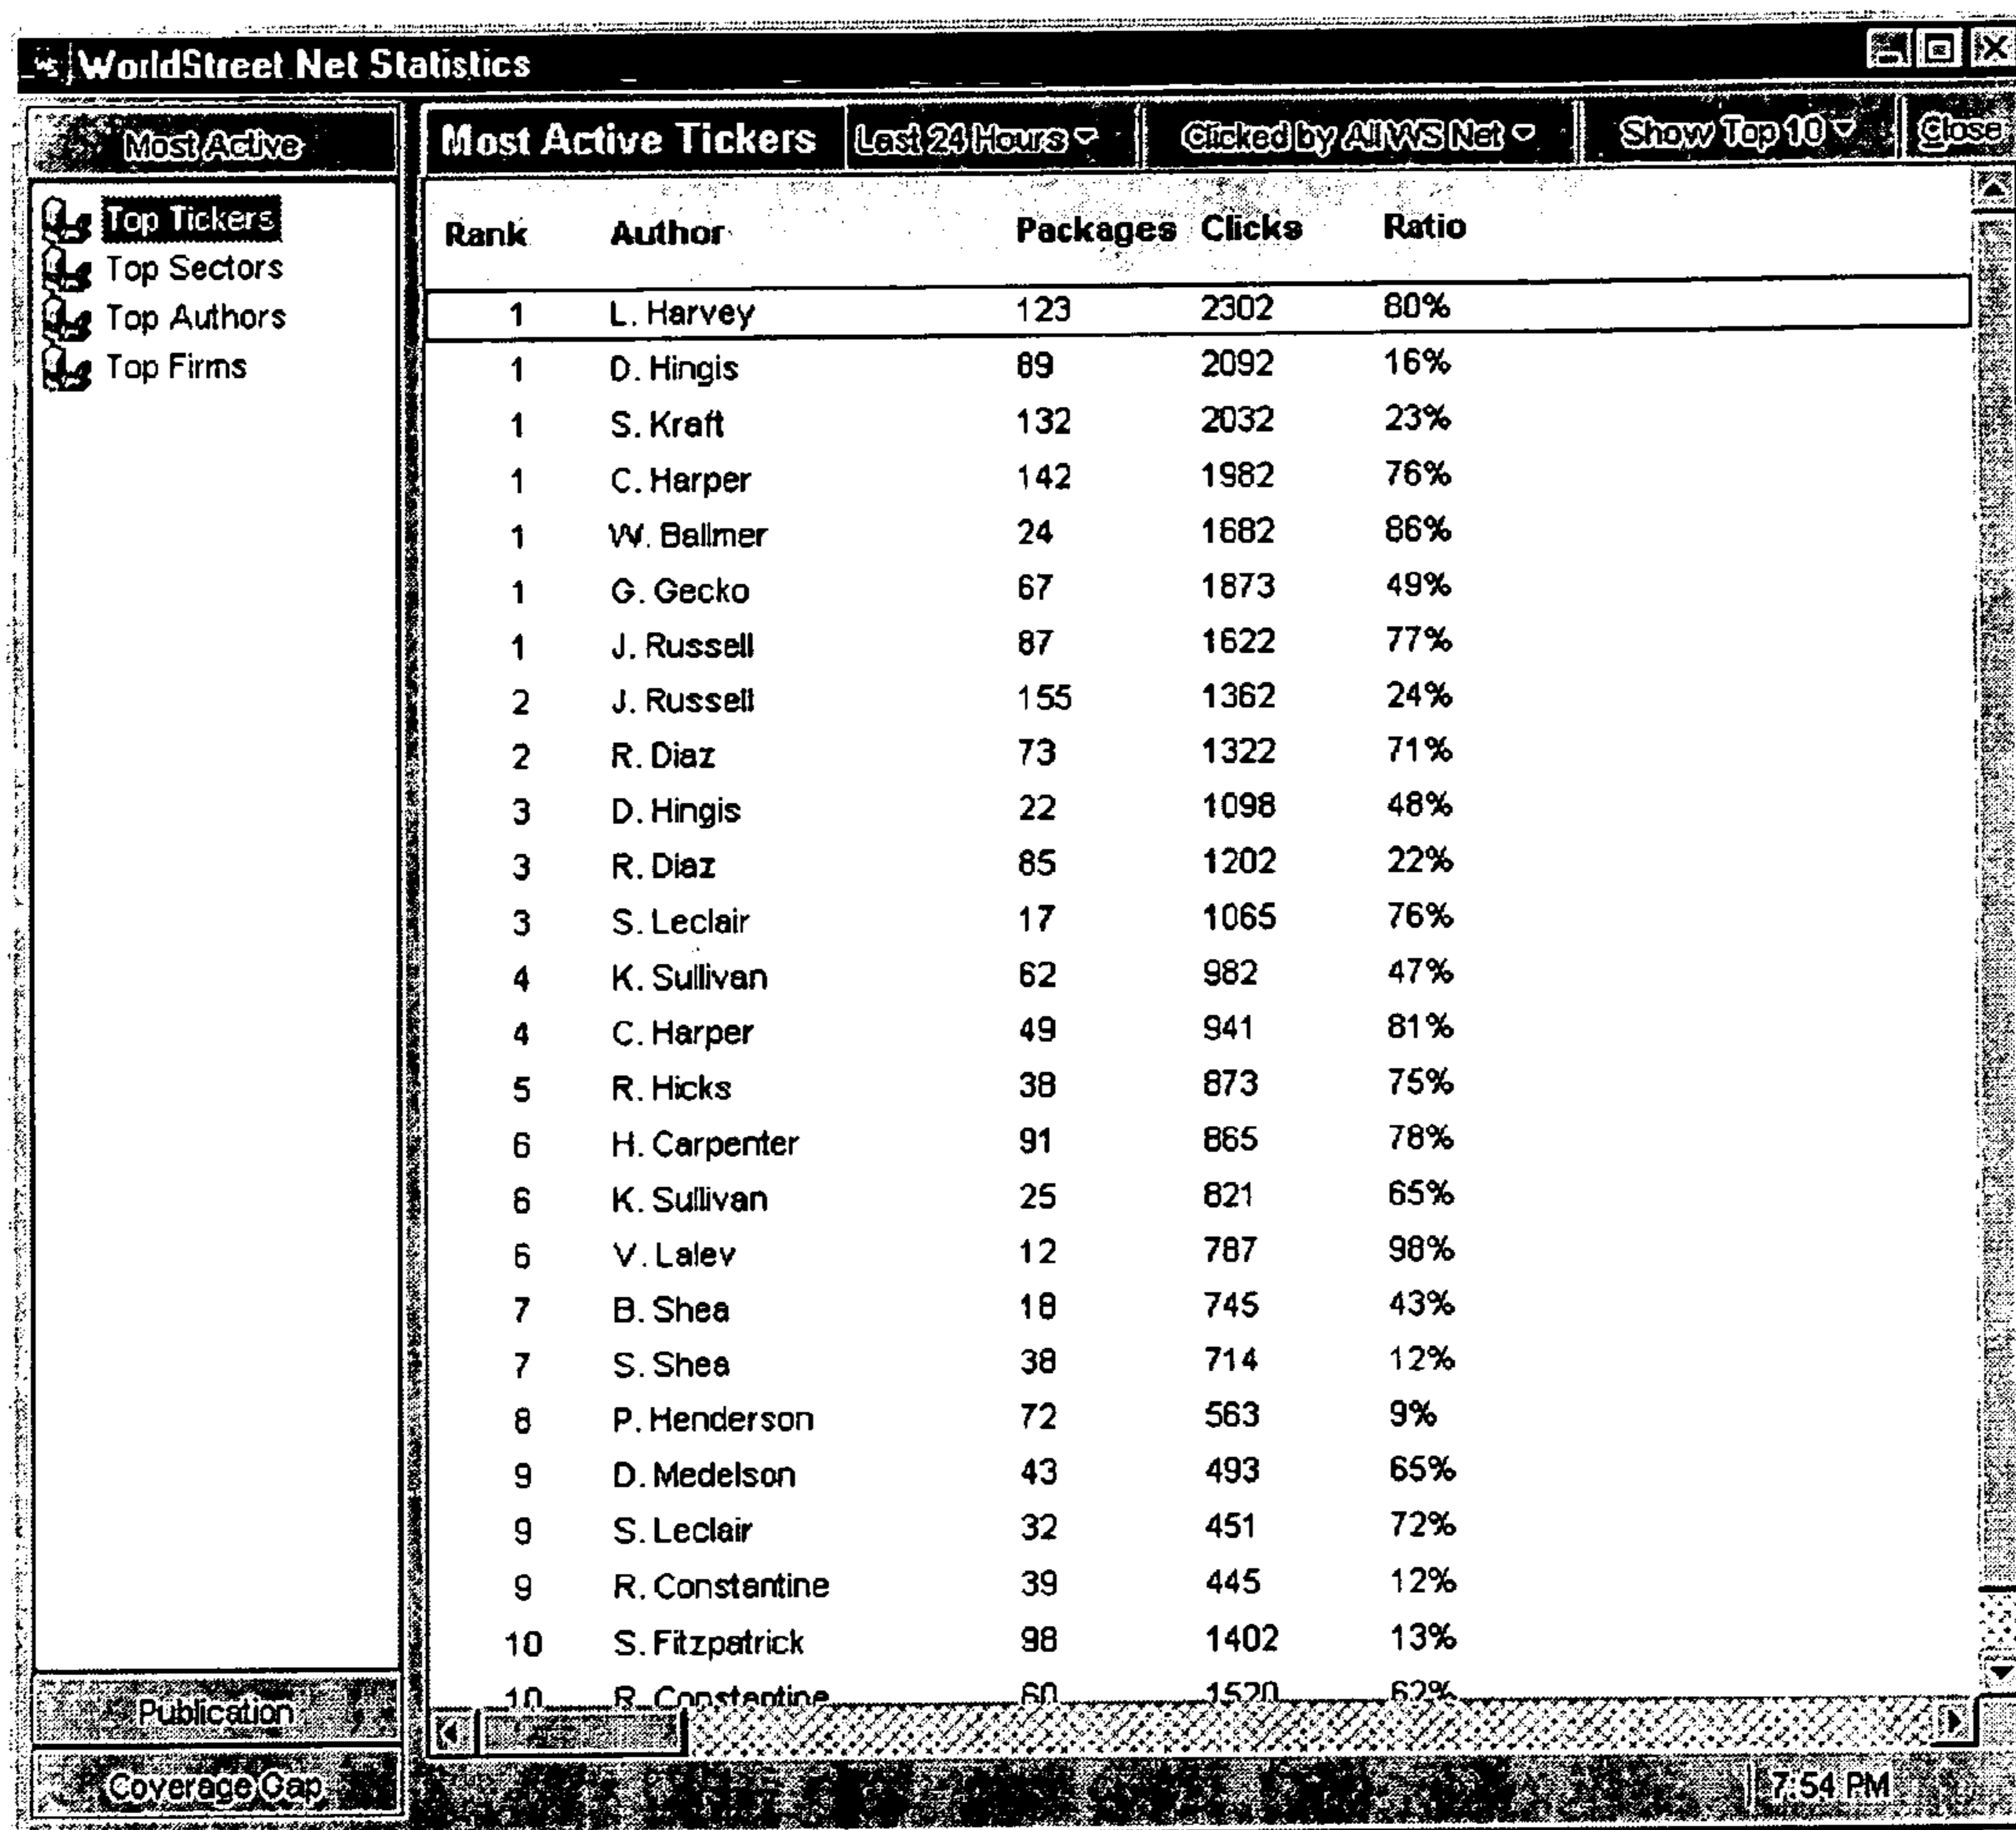 WorldStreet Net Statistics
Most Active
Most Active Tickers Last 24 Hours Clicked by All WS Net Show Top 10 Close
Top Tickers
Top Sectors
Top Authors
Top Firms
Rank Author Packages Clicks Ratio
1 L. Harvey 123 2302 80%
1 D. Hingis 89 2092 16%
1 S. Kraft 132 2032 23%
1 C. Harper 142 1982 76%
1 W. Ballmer 24 1682 86%
1 G. Gecko 67 1873 49%
1 J. Russell 87 1622 77%
2 J. Russell 155 1362 24%
2 R. Diaz 73 1322 71%
3 D. Hingis 22 1098 48%
3 R. Diaz 85 1202 22%
3 S. Leclair 17 1065 76%
4 K. Sullivan 62 982 47%
4 C. Harper 49 941 81%
5 R. Hicks 38 873 75%
6 H. Carpenter 91 865 78%
6 K. Sullivan 25 821 65%
6 V. Lalev 12 787 98%
7 B. Shea 18 745 43%
7 S. Shea 38 714 12%
8 P. Henderson 72 563 9%
9 D. Medelson 43 493 65%
9 S. Leclair 32 451 72%
9 R. Constantine 39 445 12%
10 S. Fitzpatrick 98 1402 13%
10 R. Constantine 60 1520 62%
Publication
Coverage Gap
7:54 PM